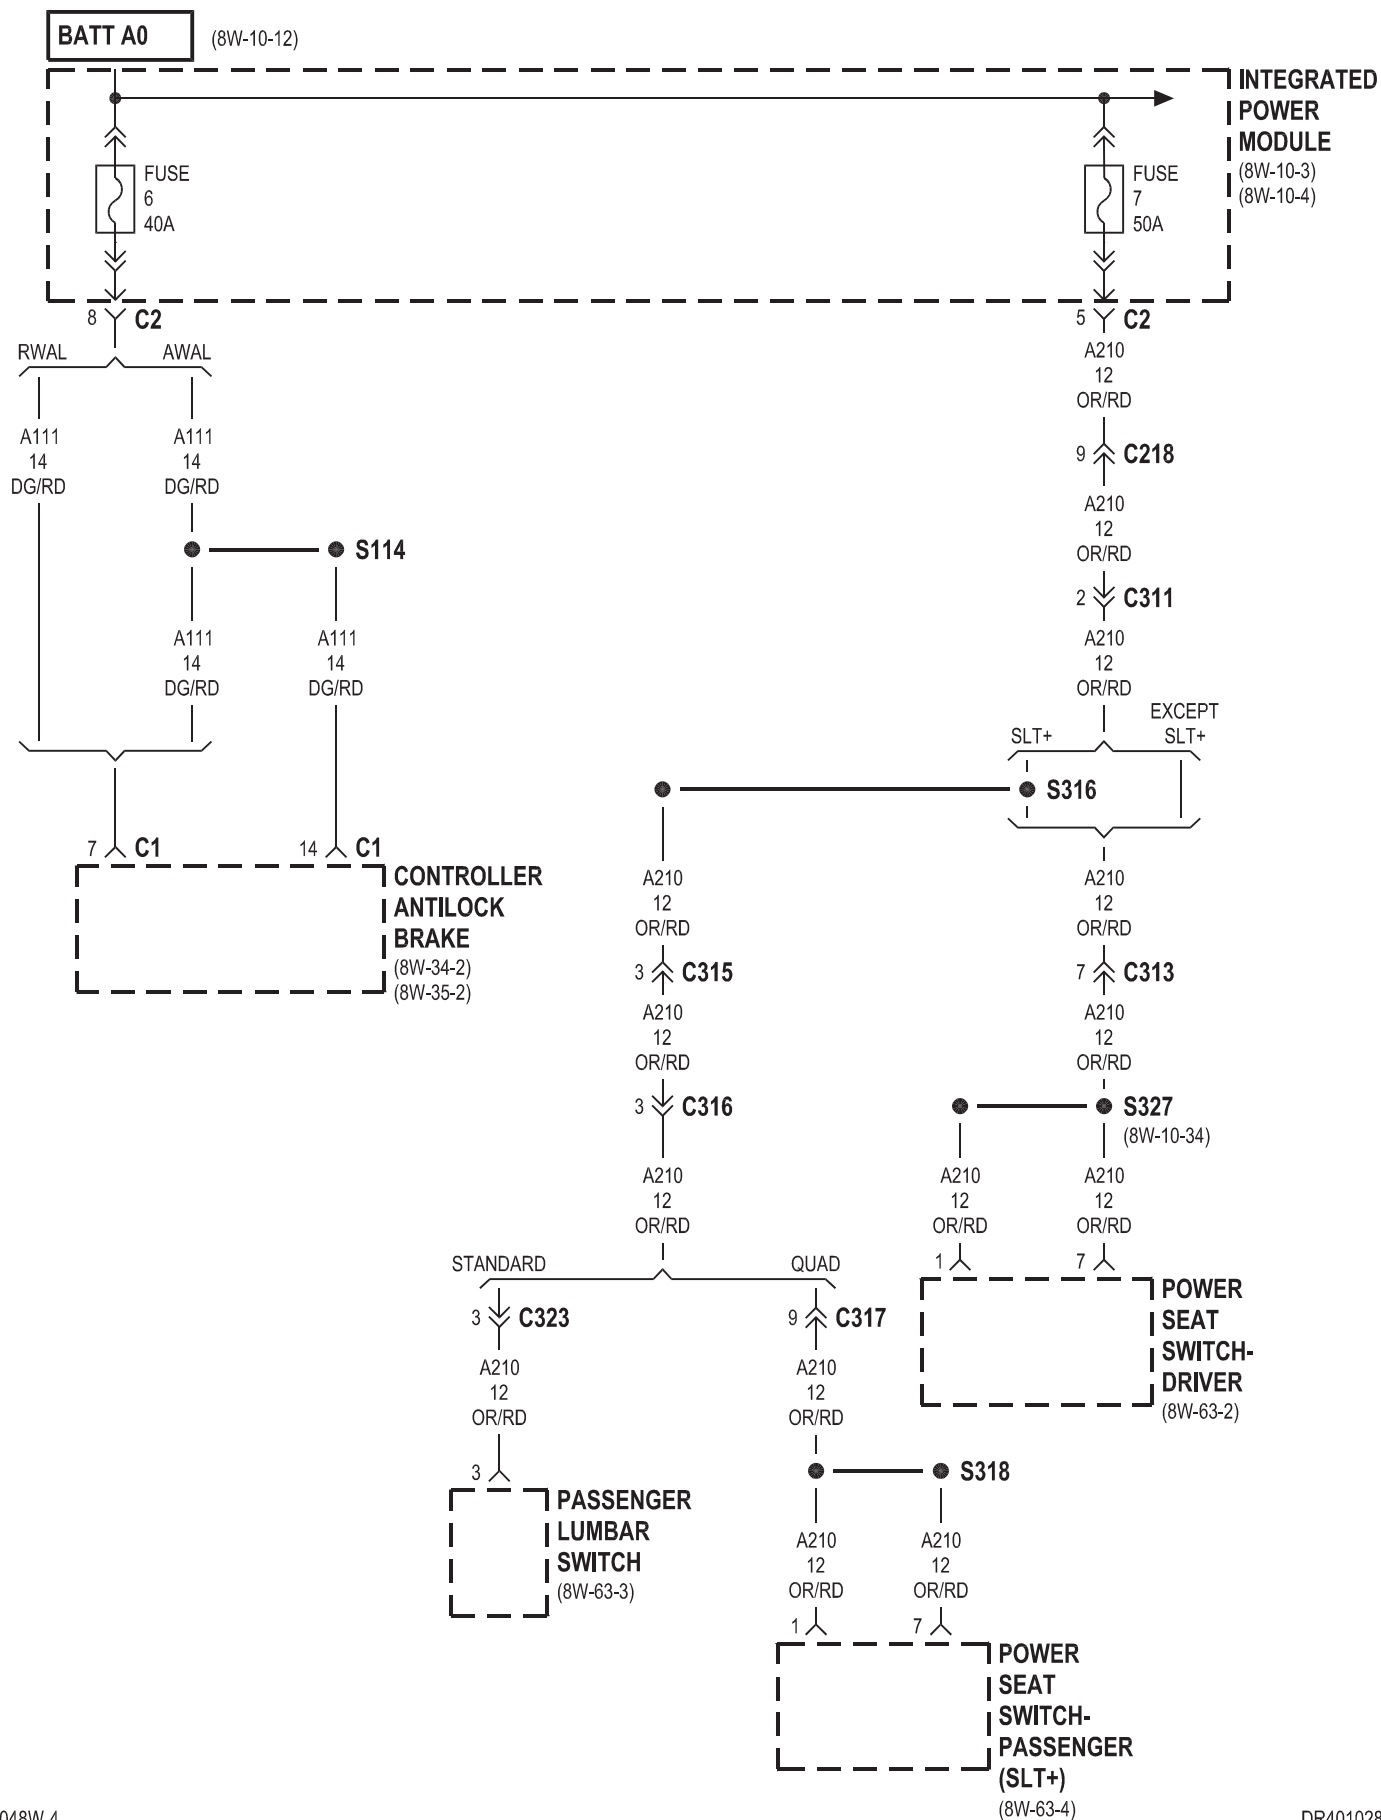 BATT A0
(8W-10-12)
INTEGRATED
POWER
MODULE
(8W-10-3)
(8W-10-4)
FUSE
6
40A
FUSE
7
50A
8 C2
5 C2
RWAL
AWAL
A210
12
OR/RD
A111
14
DG/RD
A111
14
DG/RD
9 C218
A210
12
OR/RD
S114
2 C311
A111
14
DG/RD
A111
14
DG/RD
A210
12
OR/RD
SLT+
EXCEPT
SLT+
S316
7 C1
14 C1
CONTROLLER
ANTILOCK
BRAKE
(8W-34-2)
(8W-35-2)
A210
12
OR/RD
A210
12
OR/RD
3 C315
7 C313
A210
12
OR/RD
A210
12
OR/RD
3 C316
S327
(8W-10-34)
A210
12
OR/RD
A210
12
OR/RD
A210
12
OR/RD
STANDARD
QUAD
1
7
POWER
SEAT
SWITCH-
DRIVER
(8W-63-2)
3 C323
9 C317
A210
12
OR/RD
A210
12
OR/RD
3
S318
PASSENGER
LUMBAR
SWITCH
(8W-63-3)
A210
12
OR/RD
A210
12
OR/RD
1
7
POWER
SEAT
SWITCH-
PASSENGER
(SLT+)
(8W-63-4)
048W-4
DR401028